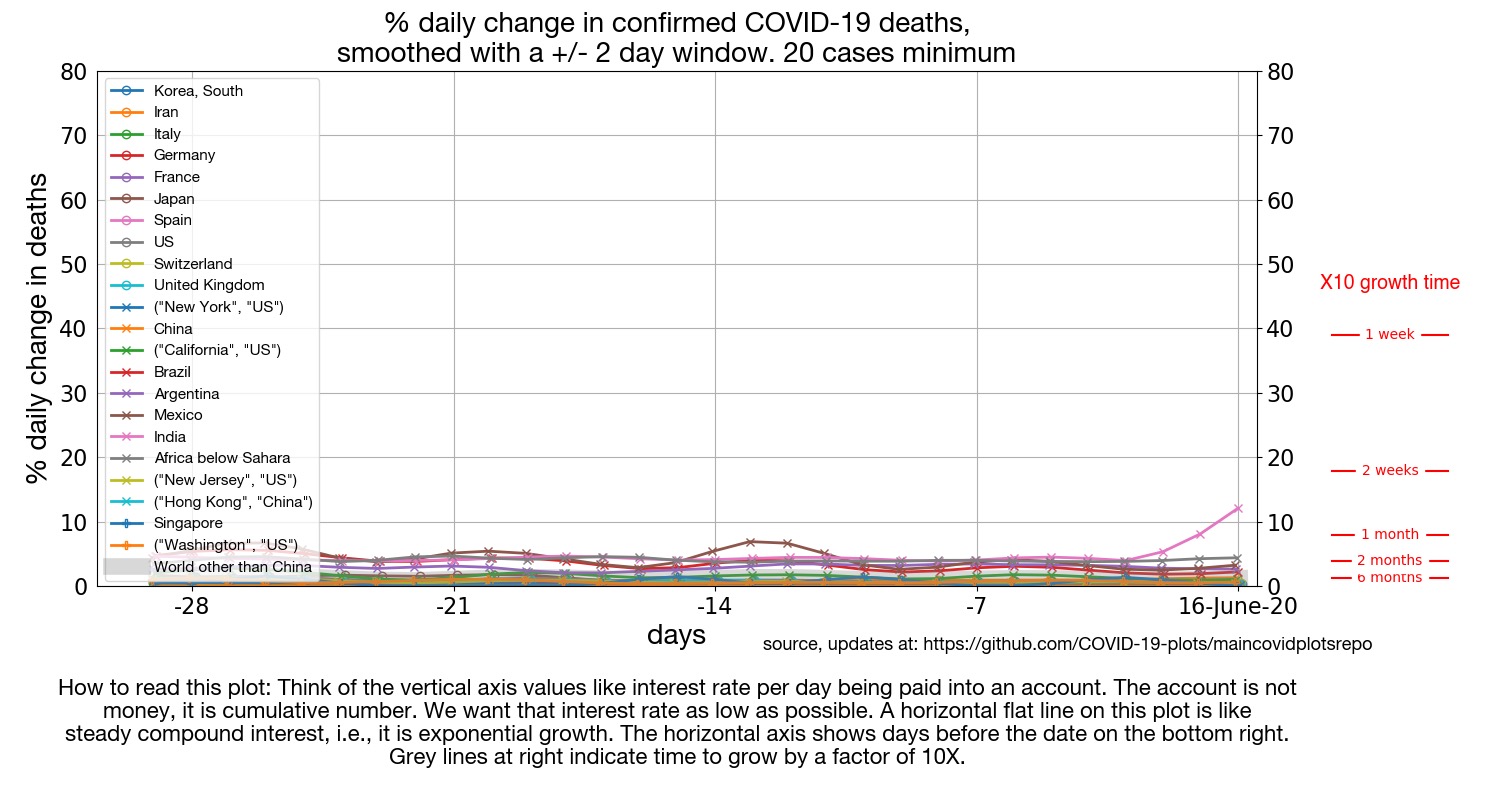 % daily change in confirmed COVID-19 deaths,
smoothed with a +/- 2 day window. 20 cases minimum
80
70
60
50
40
30
20
10
0
% daily change in deaths
Korea, South
Iran
Italy
Germany
France
Japan
Spain
US
Switzerland
United Kingdom
("New York", "US")
China
("California", "US")
Brazil
Argentina
Mexico
India
Africa below Sahara
("New Jersey", "US")
("Hong Kong", "China")
Singapore
("Washington", "US")
World other than China
80
70
60
50
40
30
20
10
0
X10 growth time
1 week
2 weeks
1 month
2 months
6 months
-28
-21
-14
-7
16-June-20
days
source, updates at: https://github.com/COVID-19-plots/maincovidplotsrepo
How to read this plot: Think of the vertical axis values like interest rate per day being paid into an account. The account is not
money, it is cumulative number. We want that interest rate as low as possible. A horizontal flat line on this plot is like
steady compound interest, i.e., it is exponential growth. The horizontal axis shows days before the date on the bottom right.
Grey lines at right indicate time to grow by a factor of 10X.